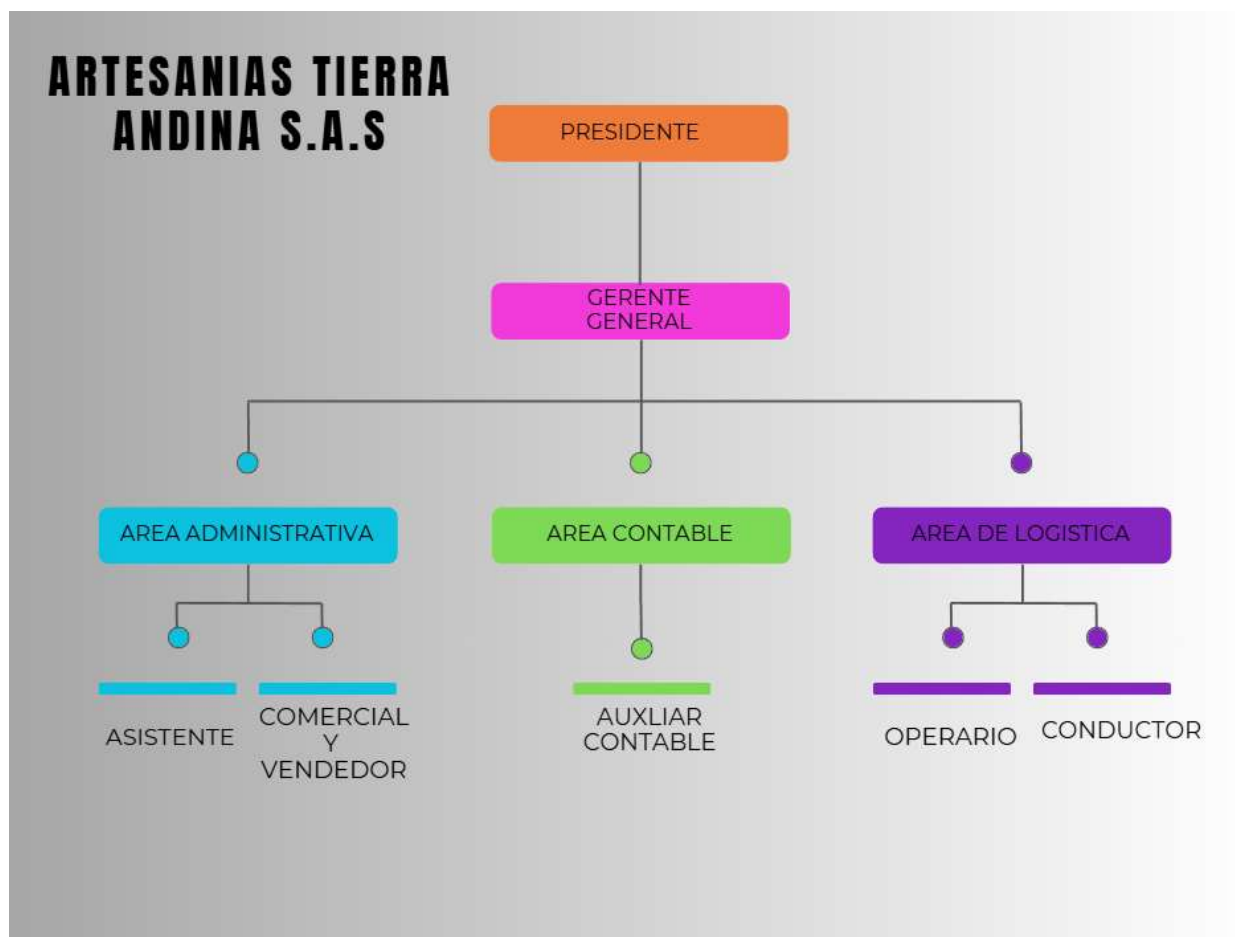 ARTESANIAS TIERRA
ANDINA S.A.S
PRESIDENTE
GERENTE
GENERAL
AREA ADMINISTRATIVA
AREA CONTABLE
AREA DE LOGISTICA
ASISTENTE
COMERCIAL
Y
VENDEDOR
AUXLIAR
CONTABLE
OPERARIO
CONDUCTOR